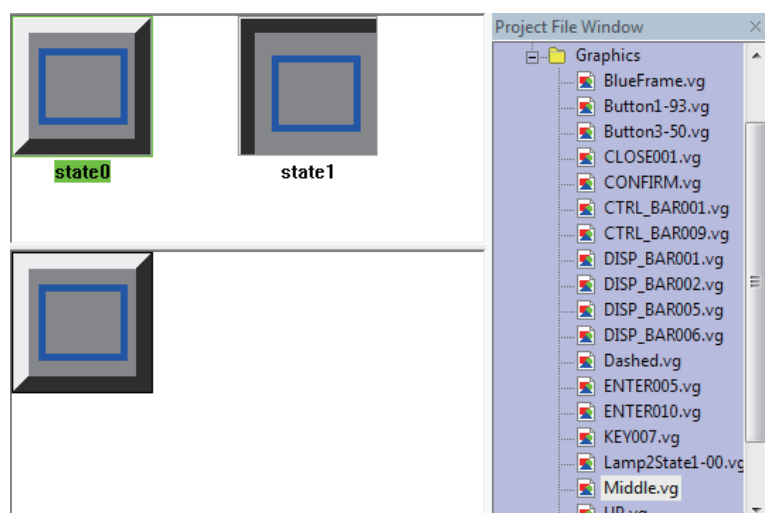 state0
state1
Project File Window
Graphics
BlueFrame.vg
Button1-93.vg
Button3-50.vg
CLOSE001.vg
CONFIRM.vg
CTRL_BAR001.vg
CTRL_BAR009.vg
DISP_BAR001.vg
DISP_BAR002.vg
DISP_BAR005.vg
DISP_BAR006.vg
Dashed.vg
ENTER005.vg
ENTER010.vg
KEY007.vg
Lamp2State1-00.vg
Middle.vg